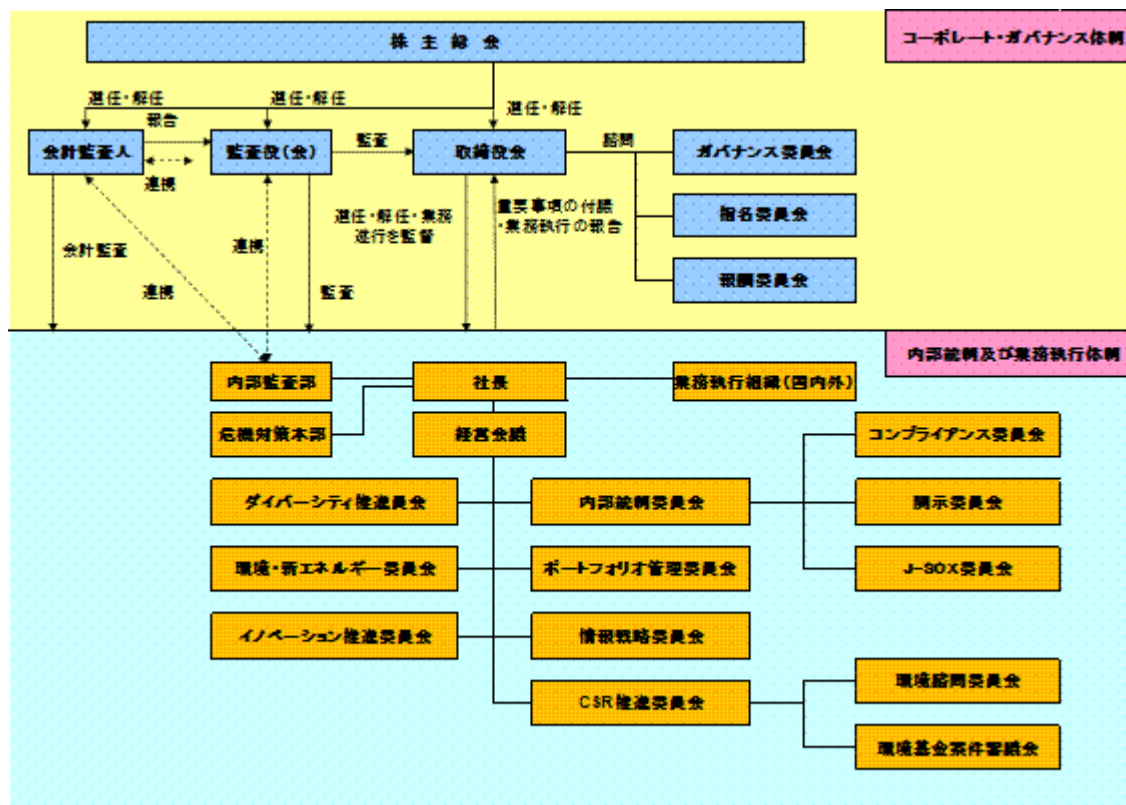 株主総会
コーポレート・ガバナンス体制
選任・解任
選任・解任
選任・解任
報告
会計監査人
監査役(会)
監査
取締役会
諮問
ガバナンス委員会
連携
指名委員会
重要事項の付議
・業務執行の報告
選任・解任・業務
進行を監督
会計監査
連携
連携
監査
報酬委員会
内部統制及び業務執行体制
内部監査部
社長
業務執行組織(国内外)
危機対策本部
経営会議
コンプライアンス委員会
ダイバーシティ推進員会
内部統制委員会
開示委員会
環境・新エネルギー委員会
ポートフォリオ管理委員会
J-SOX委員会
イノベーション推進委員会
情報戦略委員会
環境諮問委員会
CSR推進委員会
環境基金案件審議会